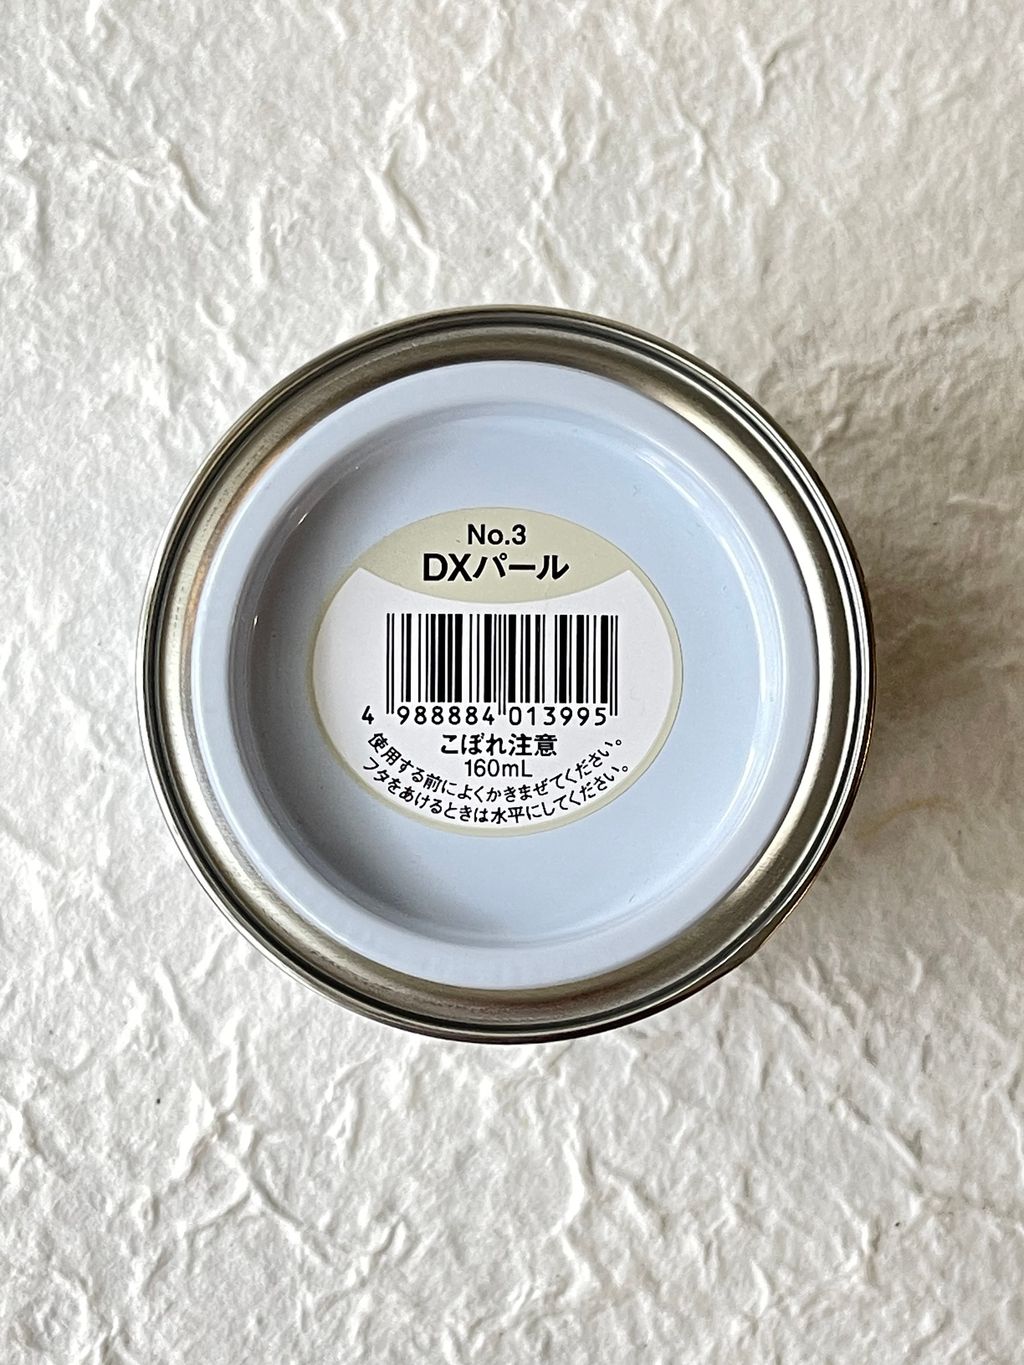 No.3
DXパール
4 988884 013995
こぼれ注意
160mL
使用する前によくかきまぜてください。
フタをあけるときは水平にしてください。